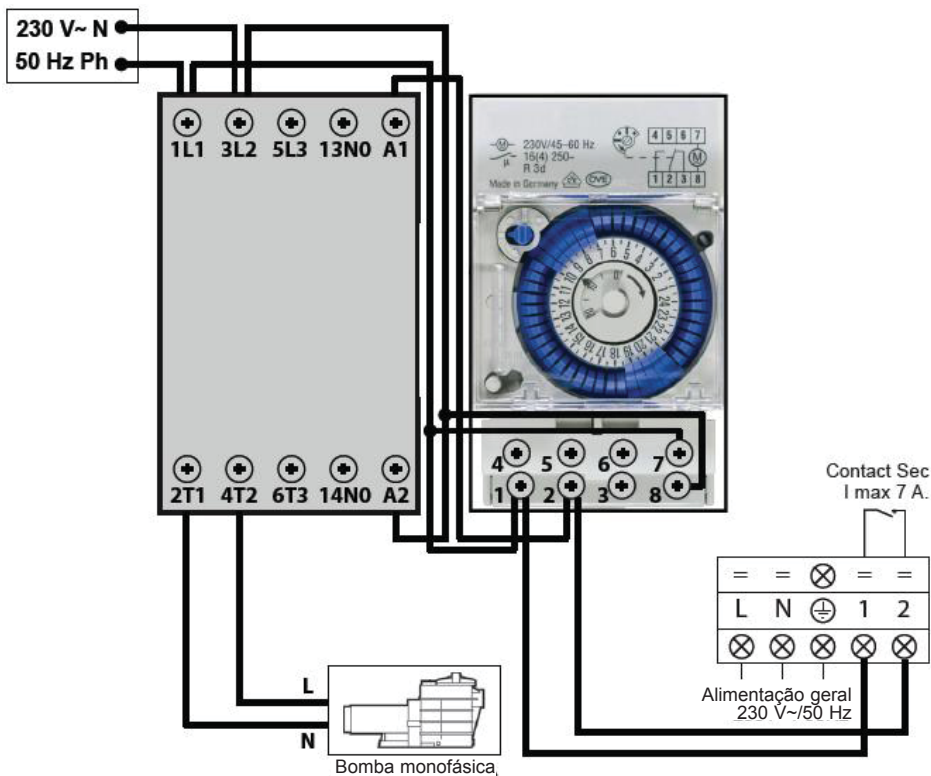 230 V~ N
50 Hz Ph
1L1 3L2 5L3 13N0 A1
2T1 4T2 6T3 14N0 A2
230V/45-60 Hz
16(4) 250~
R 3d
Made in Germany
DVE
4 5 6 7
M
1 2 3 8
4 5 6 7
1 2 3 8
Contact Sec
I max 7 A.
= = = =
L N 1 2
Alimentação geral
230 V~/50 Hz
L
N
Bomba monofásica